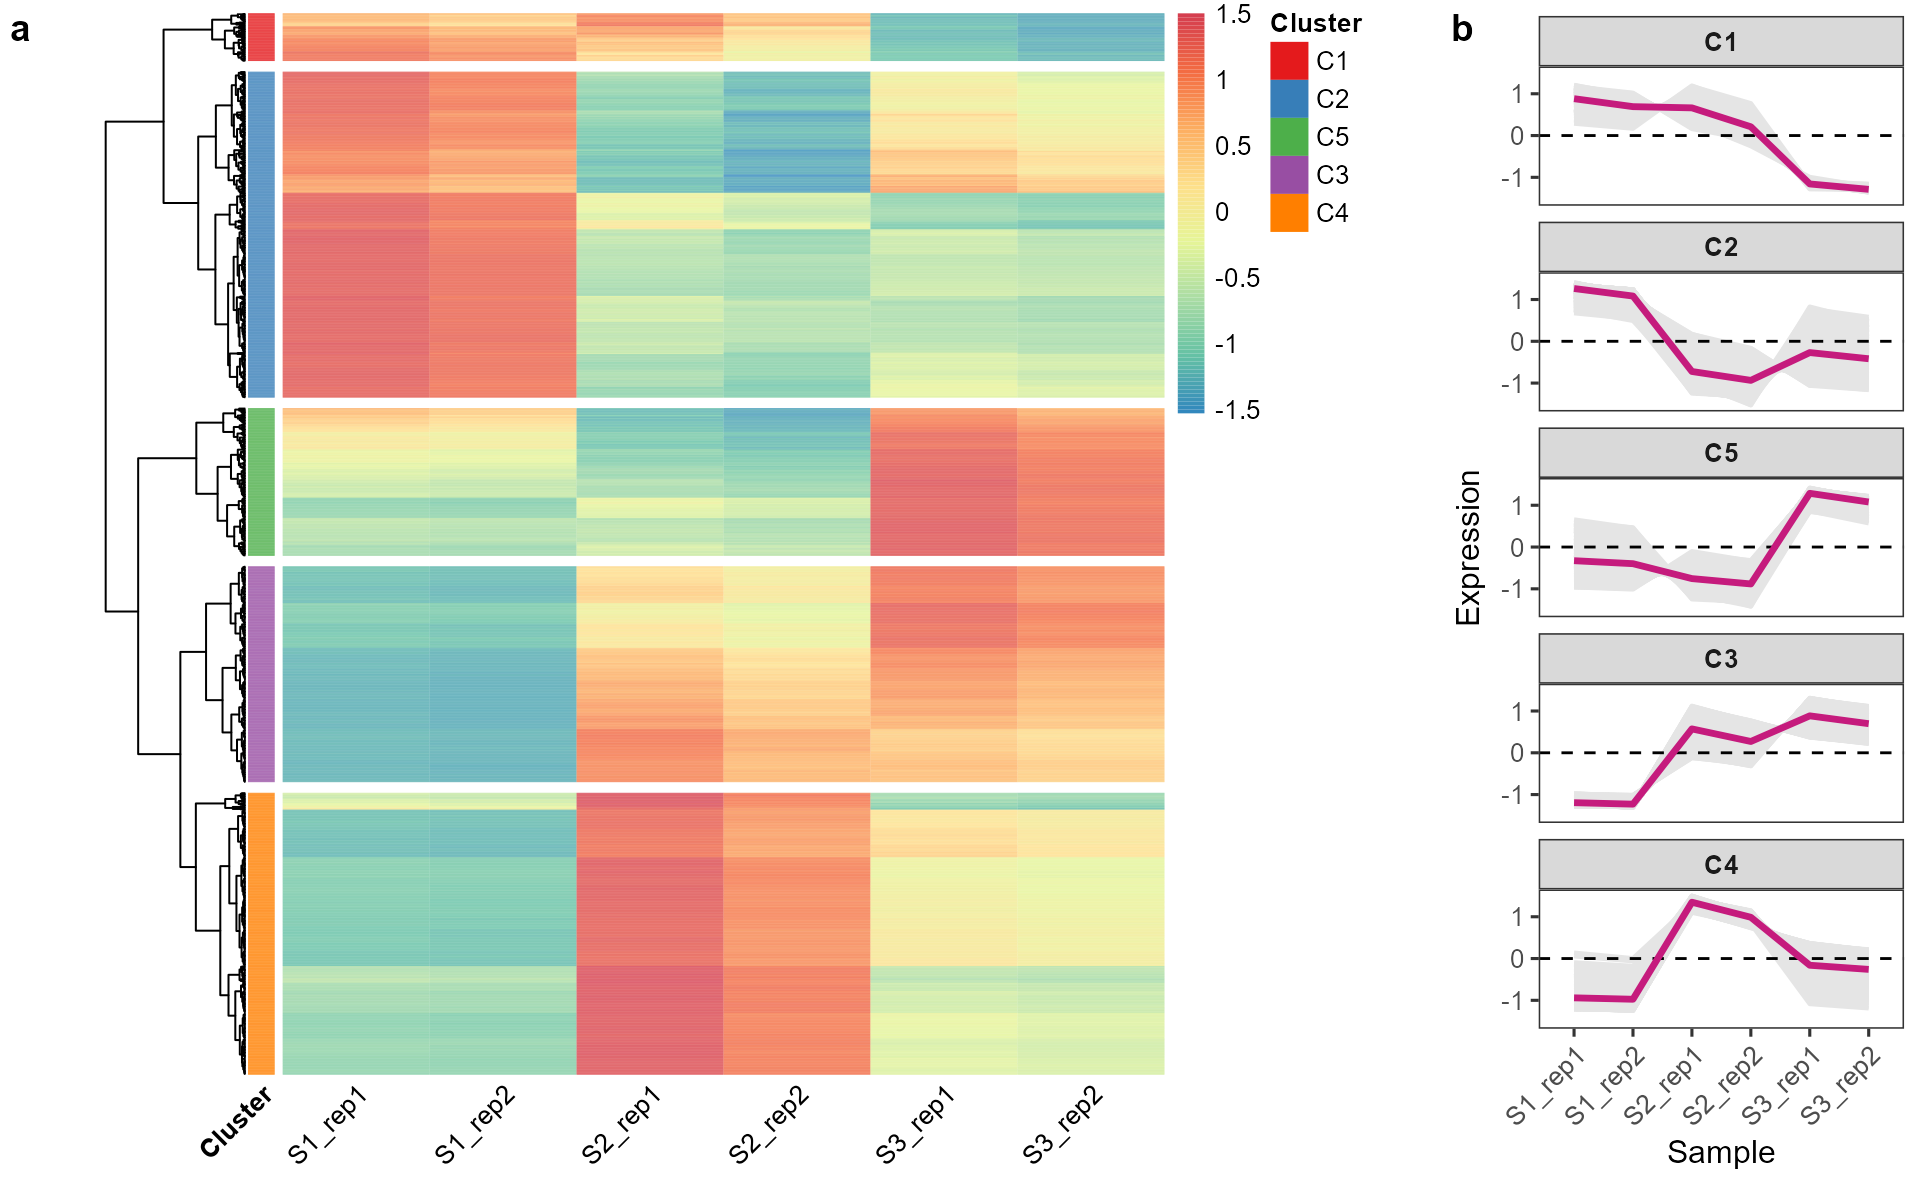 a
1.5
1
0.5
0
-0.5
-1
-1.5
Cluster
C1
C2
C5
C3
C4
Cluster
S1_rep1
S1_rep2
S2_rep1
S2_rep2
S3_rep1
S3_rep2
b
Expression
C1
1
0
-1
C2
1
0
-1
C5
1
0
-1
C3
1
0
-1
C4
1
0
-1
S1_rep1
S1_rep2
S2_rep1
S2_rep2
S3_rep1
S3_rep2
Sample